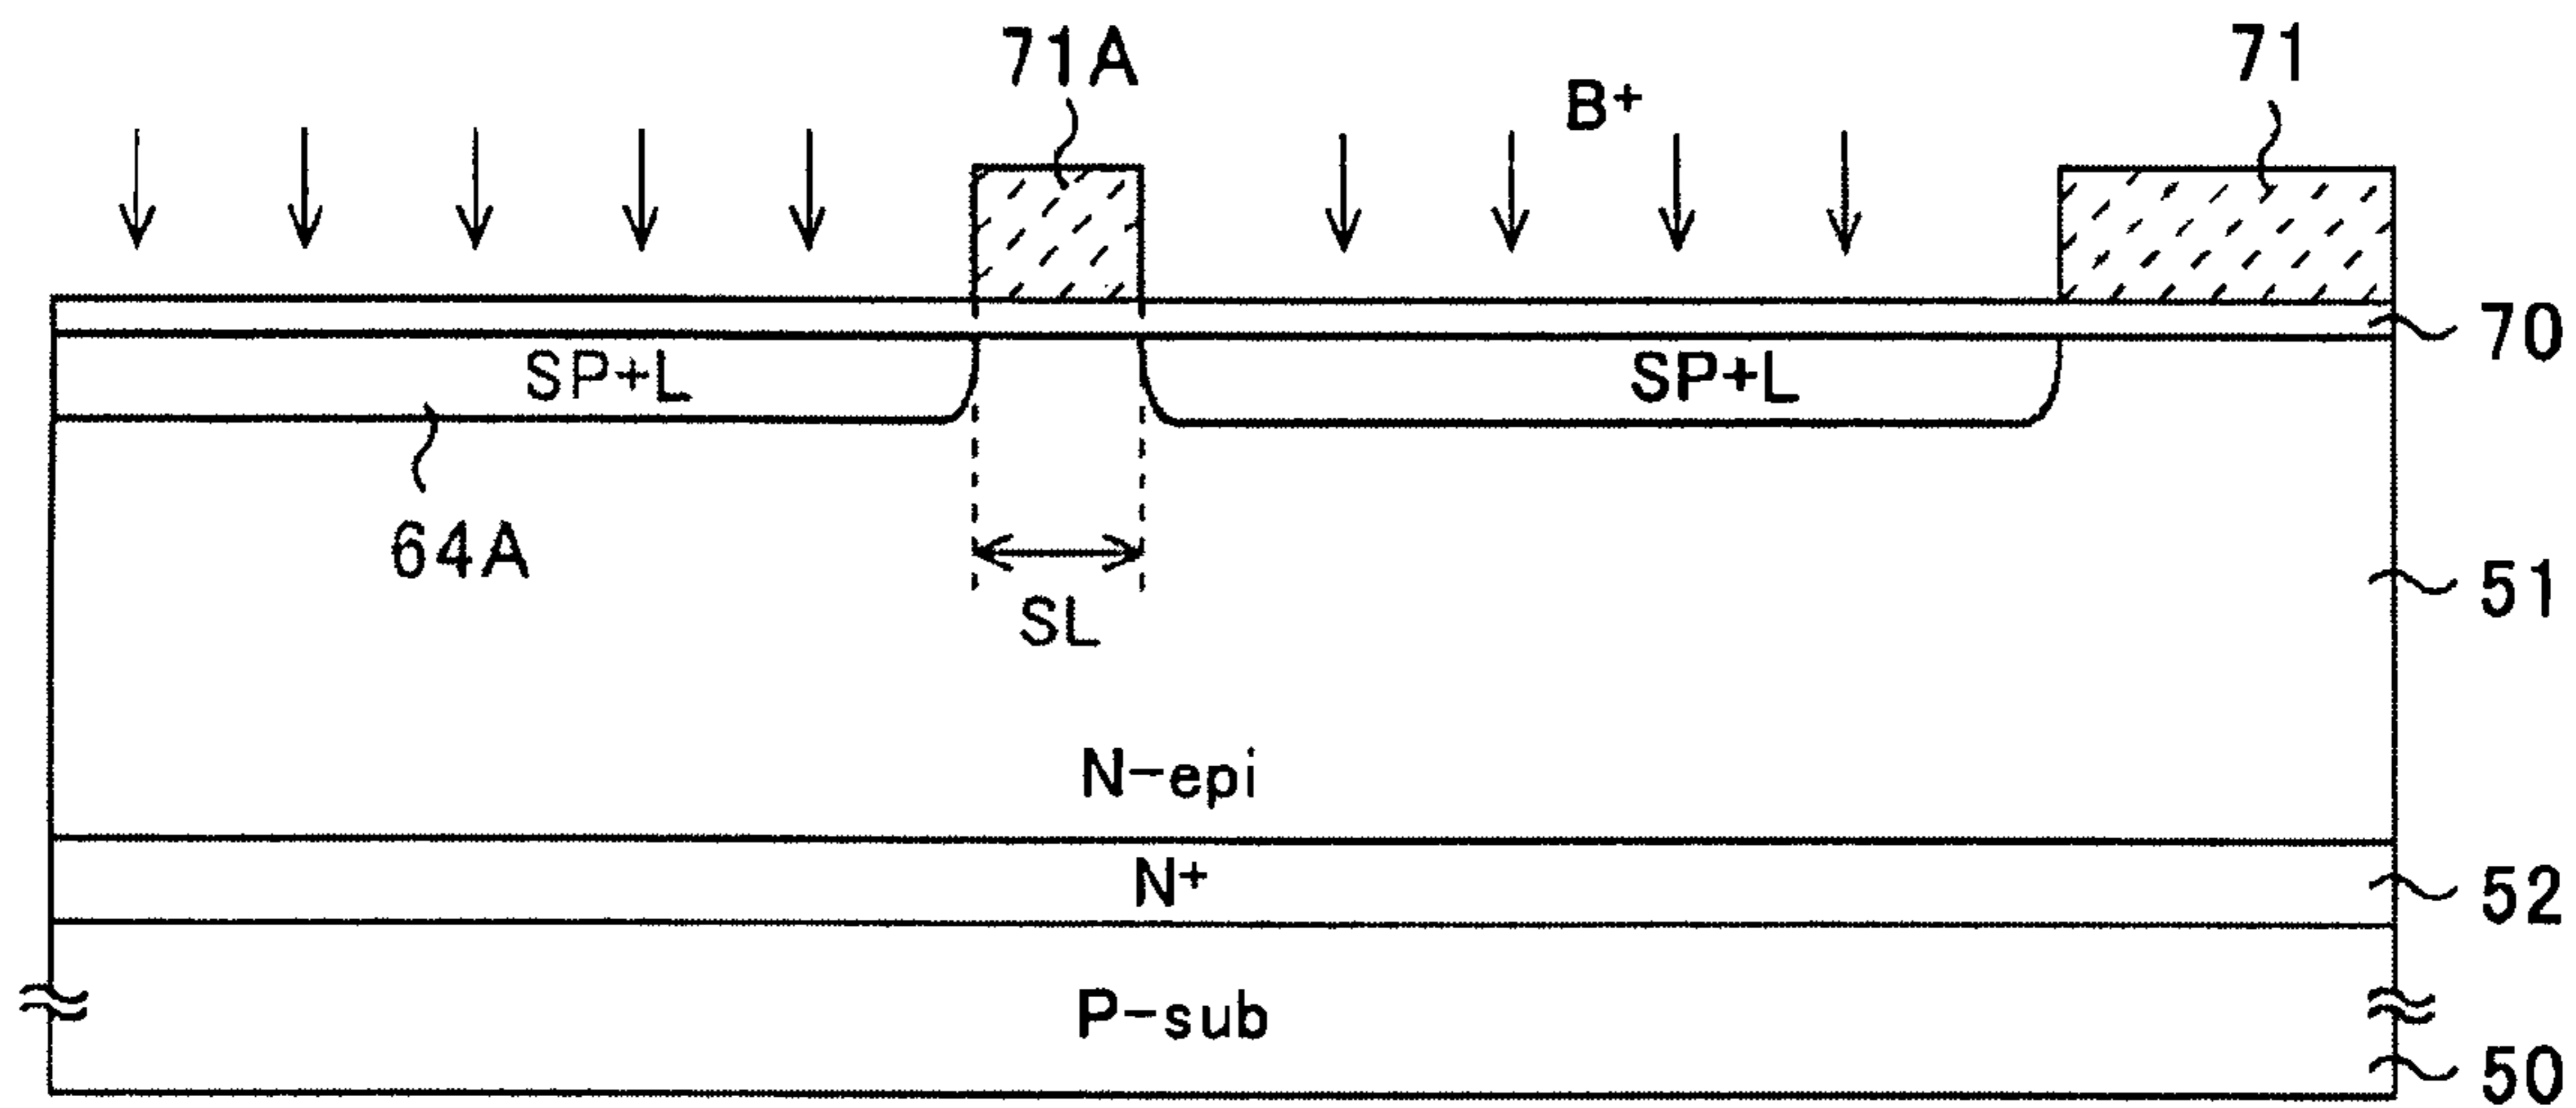 71A
B+
71
70
SP+L
SP+L
64A
51
SL
N-epi
N+
52
P-sub
50